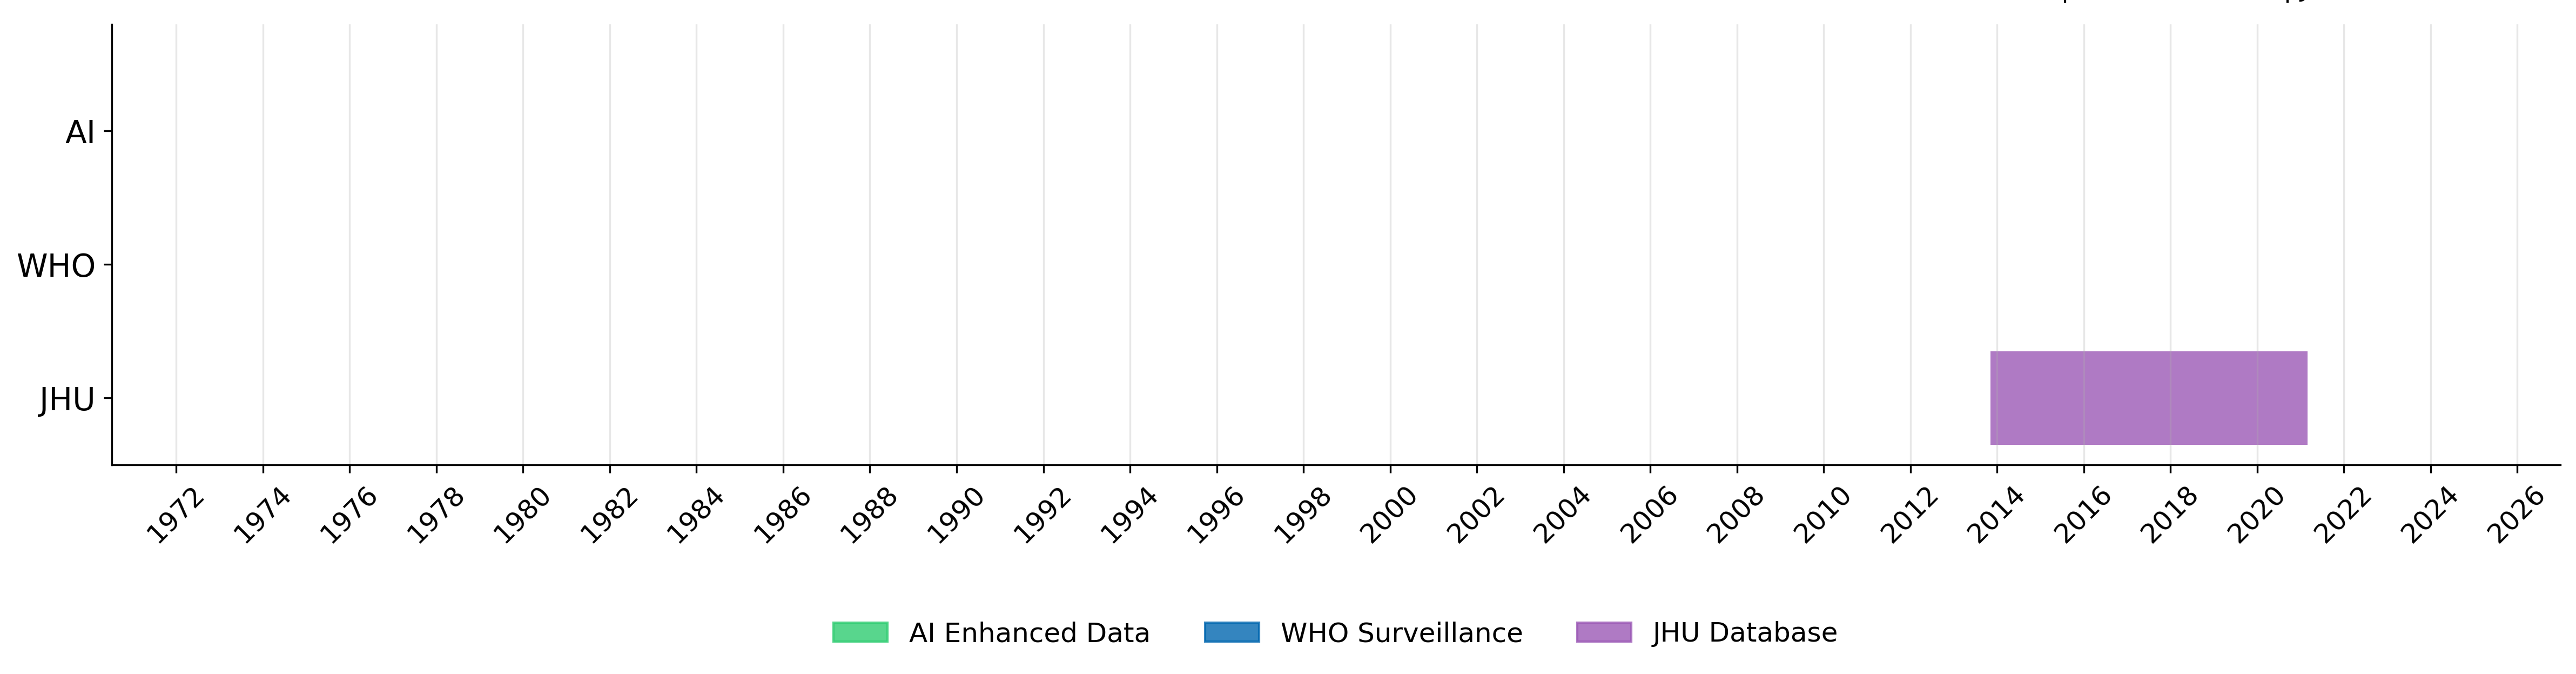 AI
WHO
JHU
1972 1974 1976 1978 1980 1982 1984 1986 1988 1990 1992 1994 1996 1998 2000 2002 2004 2006 2008 2010 2012 2014 2016 2018 2020 2022 2024 2026
AI Enhanced Data WHO Surveillance JHU Database